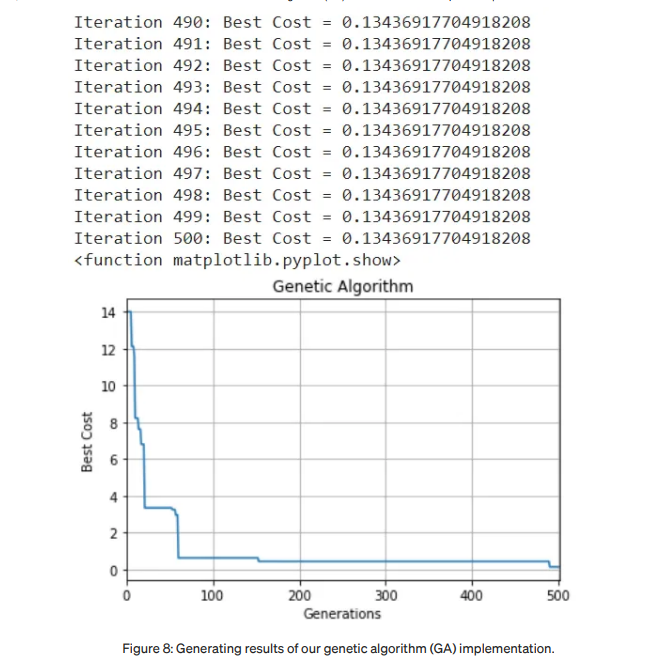 Iteration 490: Best Cost = 0.13436917704918208
Iteration 491: Best Cost = 0.13436917704918208
Iteration 492: Best Cost = 0.13436917704918208
Iteration 493: Best Cost = 0.13436917704918208
Iteration 494: Best Cost = 0.13436917704918208
Iteration 495: Best Cost = 0.13436917704918208
Iteration 496: Best Cost = 0.13436917704918208
Iteration 497: Best Cost = 0.13436917704918208
Iteration 498: Best Cost = 0.13436917704918208
Iteration 499: Best Cost = 0.13436917704918208
Iteration 500: Best Cost = 0.13436917704918208
<function matplotlib.pyplot.show>
Genetic Algorithm
14
12
10
8
6
4
2
0
Best Cost
0 100 200 300 400 500
Generations
Figure 8: Generating results of our genetic algorithm (GA) implementation.